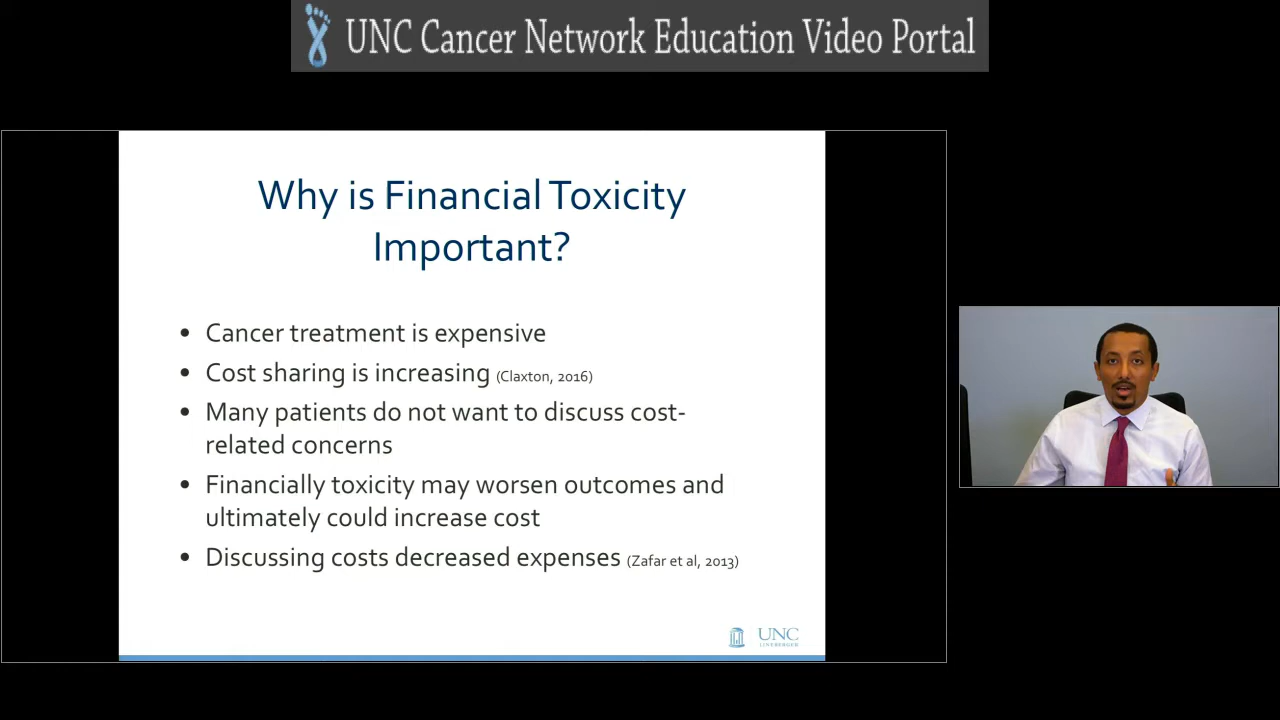 UNC Cancer Network Education Video Portal
Why is Financial Toxicity
Important?
• Cancer treatment is expensive
• Cost sharing is increasing (Claxton, 2016)
• Many patients do not want to discuss cost-
related concerns
• Financially toxicity may worsen outcomes and
ultimately could increase cost
• Discussing costs decreased expenses (Zafar et al, 2013)
UNC
LINEBERGER